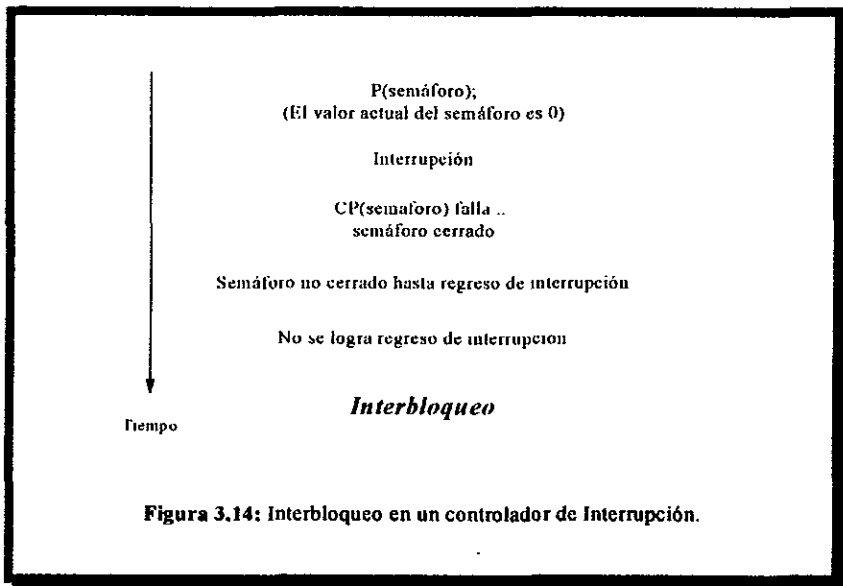 P(semáforo);
(El valor actual del semáforo es 0)
Interrupción
CP(semaforo) falla ..
semáforo cerrado
Semáforo no cerrado hasta regreso de interrupción
No se logra regreso de interrupcion
Interbloqueo
Tiempo
Figura 3.14: Interbloqueo en un controlador de Interrupción.